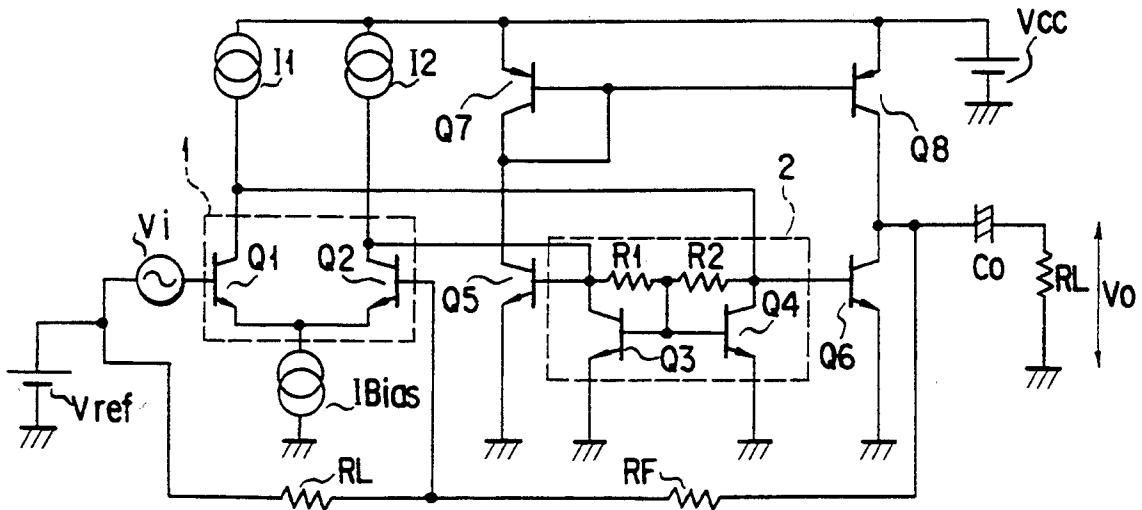 Vcc
I1
I2
Q7
Q8
1
2
Vi
Q1
Q2
Q5
R1
R2
Q4
Q3
Q6
Co
RL
Vo
Vref
IBias
RL
RF